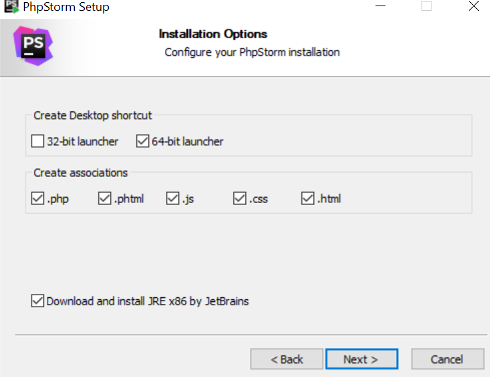 PhpStorm Setup
PS
Installation Options
Configure your PhpStorm installation
Create Desktop shortcut
32-bit launcher 64-bit launcher
Create associations
.php .phtml .js .css .html
Download and install JRE x86 by JetBrains
< Back Next > Cancel